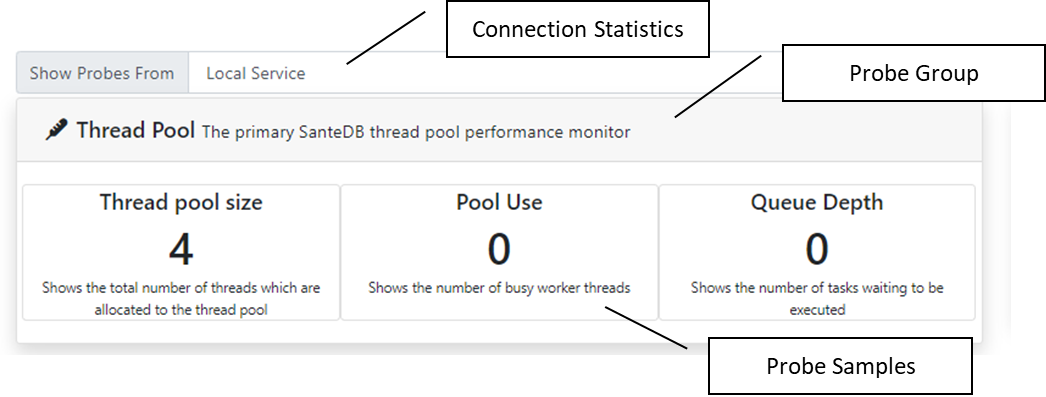 Connection Statistics
Show Probes From Local Service
Probe Group
Thread Pool The primary SanteDB thread pool performance monitor
Thread pool size
4
Shows the total number of threads which are
allocated to the thread pool
Pool Use
0
Shows the number of busy worker threads
Queue Depth
0
Shows the number of tasks waiting to be
executed
Probe Samples